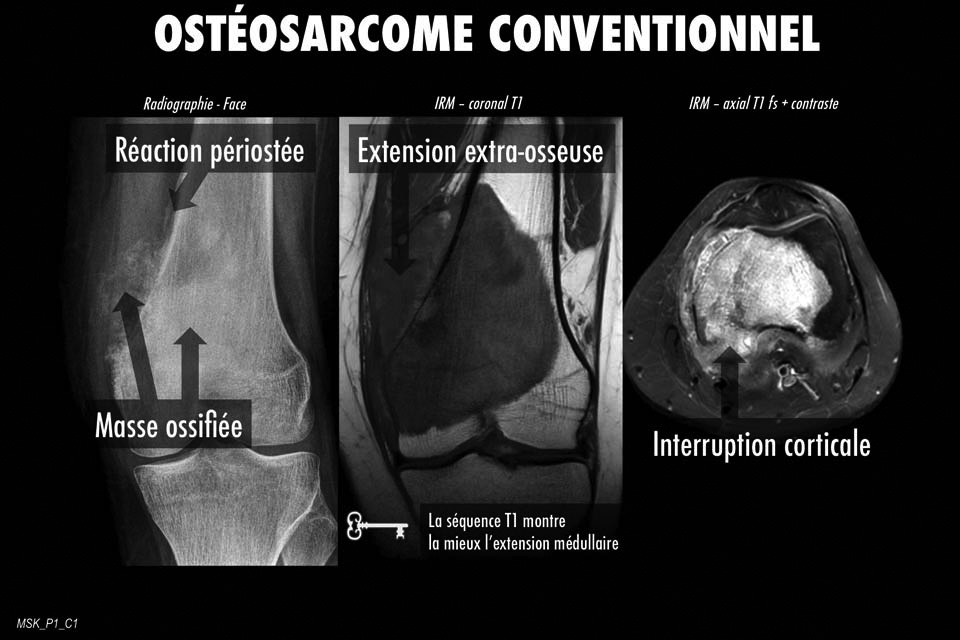 OSTÉOSARCOME CONVENTIONNEL
Radiographie - Face
IRM – coronal T1
IRM – axial T1 fs + contraste
Réaction périostée
Extension extra-osseuse
Masse ossifiée
Interruption corticale
La séquence T1 montre
la mieux l'extension médullaire
MSK_P1_C1